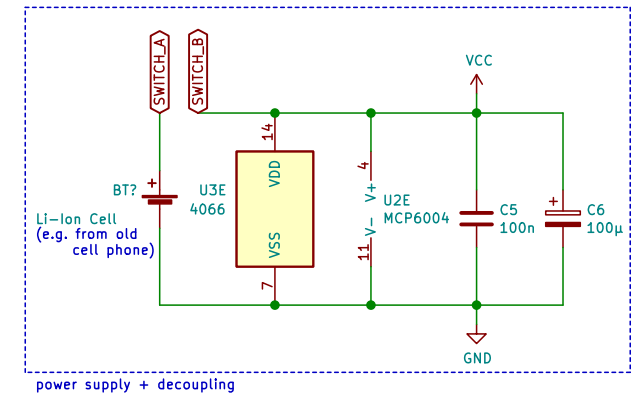 SWITCH_A
SWITCH_B
VCC
14
VDD
U3E
4066
VSS
7
BT?
+
Li-Ion Cell
(e.g. from old
cell phone)
4
V+
U2E
MCP6004
V-
11
C5
100n
+
C6
100µ
GND
power supply + decoupling